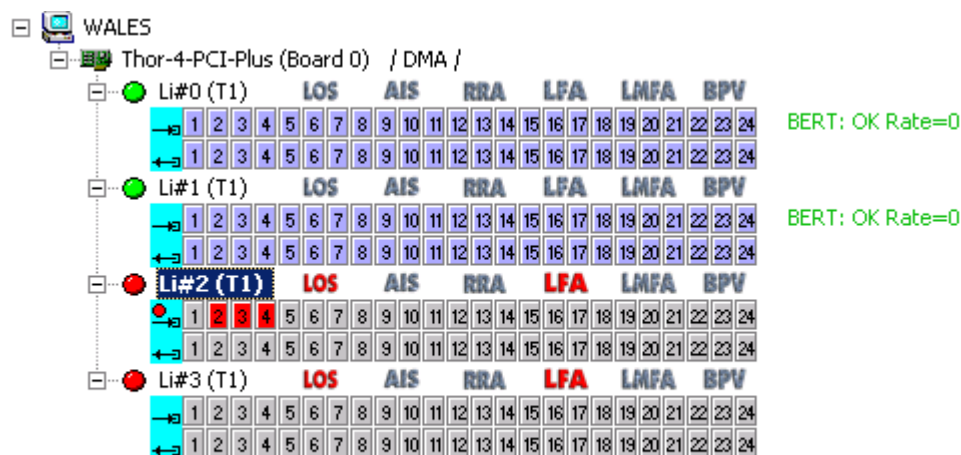 WALES
Thor-4-PCI-Plus (Board 0) / DMA /
Li#0 (T1) LOS AIS RRA LFA LMFA BPV
1 2 3 4 5 6 7 8 9 10 11 12 13 14 15 16 17 18 19 20 21 22 23 24 BERT: OK Rate=0
1 2 3 4 5 6 7 8 9 10 11 12 13 14 15 16 17 18 19 20 21 22 23 24
Li#1 (T1) LOS AIS RRA LFA LMFA BPV
1 2 3 4 5 6 7 8 9 10 11 12 13 14 15 16 17 18 19 20 21 22 23 24 BERT: OK Rate=0
1 2 3 4 5 6 7 8 9 10 11 12 13 14 15 16 17 18 19 20 21 22 23 24
Li#2 (T1) LOS AIS RRA LFA LMFA BPV
1 2 3 4 5 6 7 8 9 10 11 12 13 14 15 16 17 18 19 20 21 22 23 24
1 2 3 4 5 6 7 8 9 10 11 12 13 14 15 16 17 18 19 20 21 22 23 24
Li#3 (T1) LOS AIS RRA LFA LMFA BPV
1 2 3 4 5 6 7 8 9 10 11 12 13 14 15 16 17 18 19 20 21 22 23 24
1 2 3 4 5 6 7 8 9 10 11 12 13 14 15 16 17 18 19 20 21 22 23 24